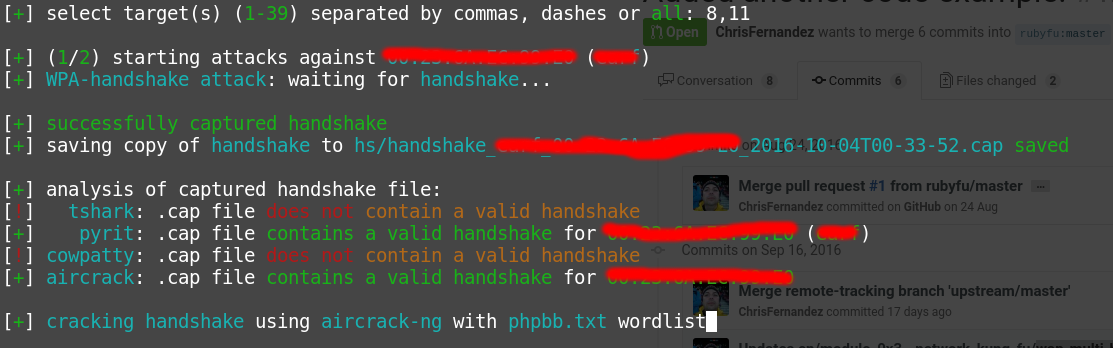 [+] select target(s) (1-39) separated by commas, dashes or all: 8,11
[+] (1/2) starting attacks against
[+] WPA-handshake attack: waiting for handshake...
[+] successfully captured handshake
[+] saving copy of handshake to hs/handshake_ _2016-10-04T00-33-52.cap saved
[+] analysis of captured handshake file:
[!] tshark: .cap file does not contain a valid handshake
[+] pyrit: .cap file contains a valid handshake for
[!] cowpatty: .cap file does not contain a valid handshake
[+] aircrack: .cap file contains a valid handshake for
[+] cracking handshake using aircrack-ng with phpbb.txt wordlist
Added another code example.
Open ChrisFernandez wants to merge 6 commits into rubyfu:master
Conversation 8 Commits 6 Files changed 2
Merge pull request #1 from rubyfu/master ...
ChrisFernandez committed on GitHub on 24 Aug
Commits on Sep 16, 2016
Merge remote-tracking branch 'upstream/master'
ChrisFernandez committed 17 days ago